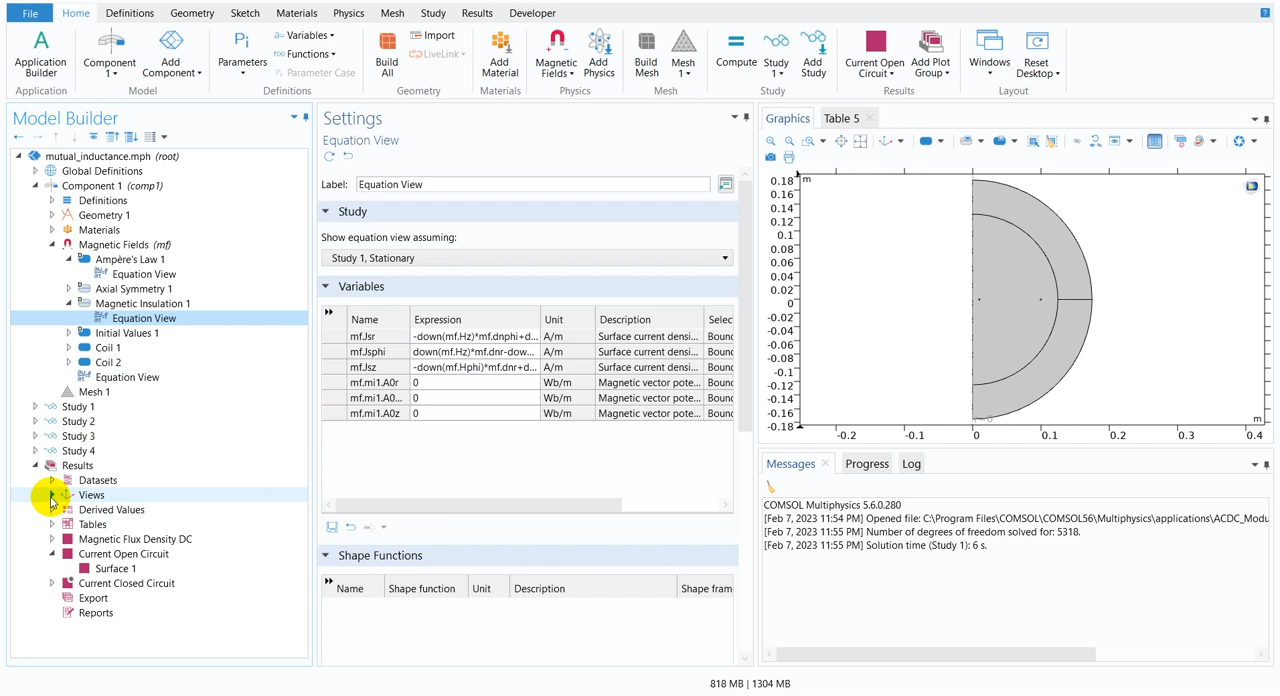 File Home Definitions Geometry Sketch Materials Physics Mesh Study Results Developer
Application Builder
Component 1
Add Component
Pi Parameters
a= Variables
f(x) Functions
Pi Parameter Case
Build All
Import
LiveLink
Add Material
Magnetic Fields
Add Physics
Build Mesh
Mesh 1
Compute
Study 1
Add Study
Current Open Circuit
Add Plot Group
Windows
Reset Desktop
Application Model Definitions Geometry Materials Physics Mesh Study Results Layout
Model Builder
mutual_inductance.mph (root)
Global Definitions
Component 1 (comp1)
Definitions
Geometry 1
Materials
Magnetic Fields (mf)
Ampère's Law 1
Equation View
Axial Symmetry 1
Magnetic Insulation 1
Equation View
Initial Values 1
Coil 1
Coil 2
Equation View
Mesh 1
Study 1
Study 2
Study 3
Study 4
Results
Datasets
Views
Derived Values
Tables
Magnetic Flux Density DC
Current Open Circuit
Surface 1
Current Closed Circuit
Export
Reports
Settings
Equation View
Label: Equation View
Study
Show equation view assuming:
Study 1, Stationary
Variables
Name Expression Unit Description Selec
mf.Jsr -down(mf.Hz)*mf.dnphi+d... A/m Surface current densi... Bounc
mf.Jsphi down(mf.Hz)*mf.dnr-dow... A/m Surface current densi... Bounc
mf.Jsz -down(mf.Hphi)*mf.dnr+d... A/m Surface current densi... Bounc
mf.mi1.A0r 0 Wb/m Magnetic vector pote... Bounc
mf.mi1.A0... 0 Wb/m Magnetic vector pote... Bounc
mf.mi1.A0z 0 Wb/m Magnetic vector pote... Bounc
Shape Functions
Name Shape function Unit Description Shape fram
Graphics Table 5
m
0.18
0.16
0.14
0.12
0.1
0.08
0.06
0.04
0.02
0
-0.02
-0.04
-0.06
-0.08
-0.1
-0.12
-0.14
-0.16
-0.18
m
-0.2 -0.1 0 0.1 0.2 0.3 0.4
Messages Progress Log
COMSOL Multiphysics 5.6.0.280
[Feb 7, 2023 11:54 PM] Opened file: C:\Program Files\COMSOL\COMSOL56\Multiphysics\applications\ACDC_Modu
[Feb 7, 2023 11:55 PM] Number of degrees of freedom solved for: 5318.
[Feb 7, 2023 11:55 PM] Solution time (Study 1): 6 s.
818 MB | 1304 MB